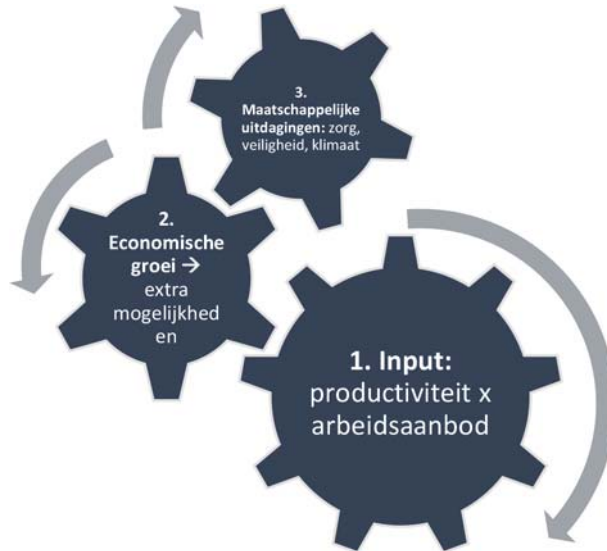 1. Input:
productiviteit x
arbeidsaanbod
2.
Economische
groei →
extra
mogelijkhed
en
3.
Maatschappelijke
uitdagingen: zorg,
veiligheid, klimaat